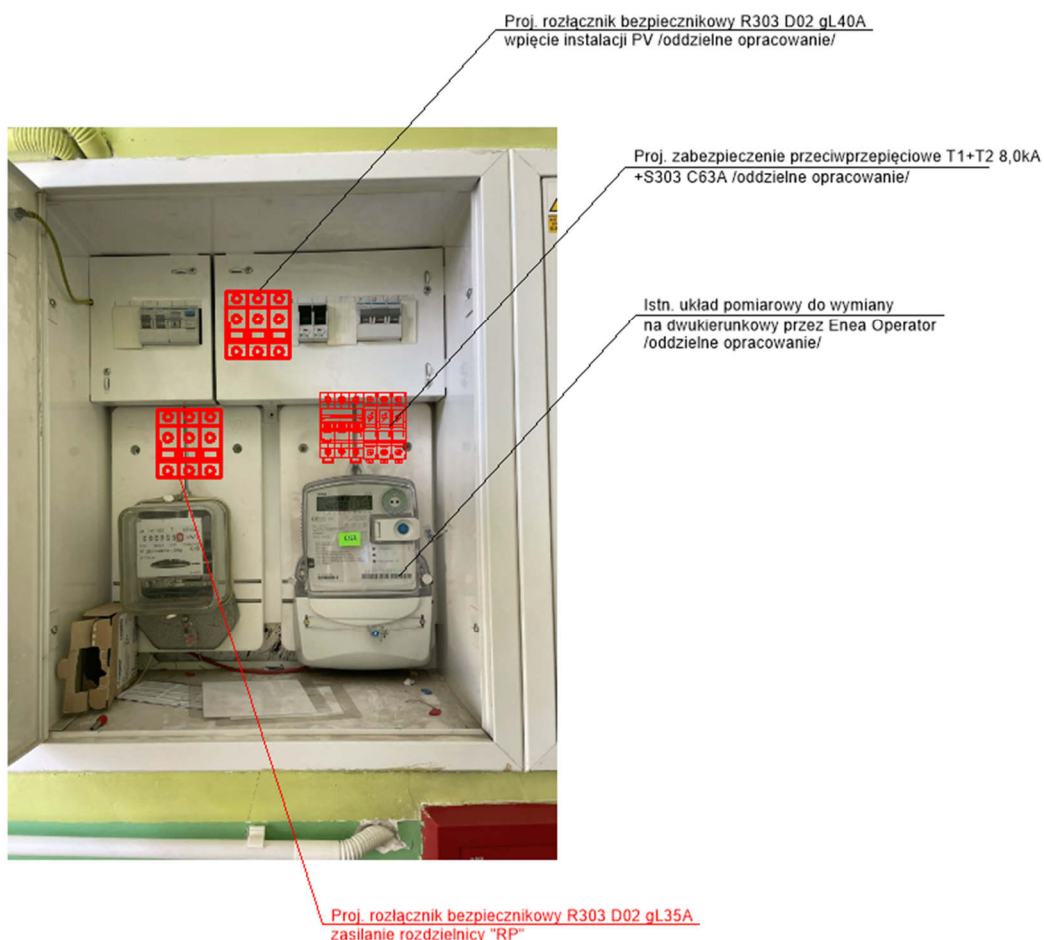 Proj. rozłącznik bezpiecznikowy R303 D02 gL40A
wpięcie instalacji PV /oddzielne opracowanie/
Proj. zabezpieczenie przeciwprzepięciowe T1+T2 8,0kA
+S303 C63A /oddzielne opracowanie/
Istn. układ pomiarowy do wymiany
na dwukierunkowy przez Enea Operator
/oddzielne opracowanie/
Proj. rozłącznik bezpiecznikowy R303 D02 gL35A
zasilanie rozdzielnicy "RP"